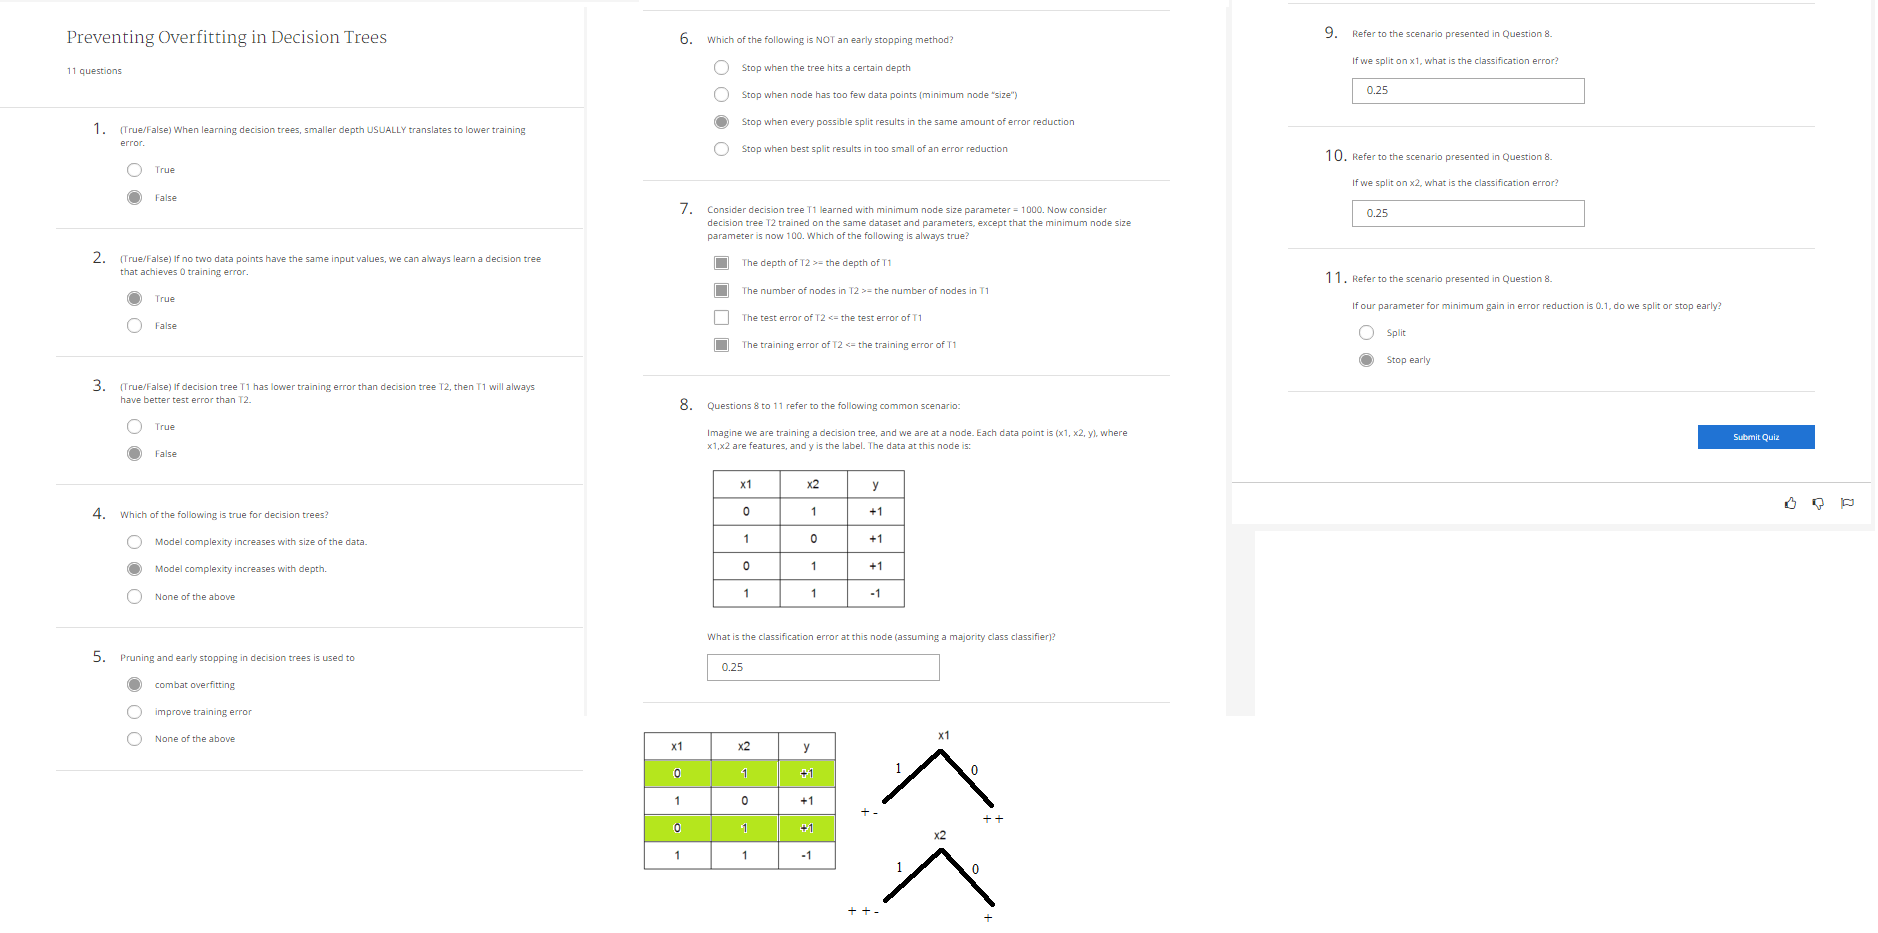 Preventing Overfitting in Decision Trees
11 questions
1. (True/False) When learning decision trees, smaller depth USUALLY translates to lower training
error.
True
False
2. (True/False) If no two data points have the same input values, we can always learn a decision tree
that achieves 0 training error.
True
False
3. (True/False) If decision tree T1 has lower training error than decision tree T2, then T1 will always
have better test error than T2.
True
False
4. Which of the following is true for decision trees?
Model complexity increases with size of the data.
Model complexity increases with depth.
None of the above
5. Pruning and early stopping in decision trees is used to
combat overfitting
improve training error
None of the above
6. Which of the following is NOT an early stopping method?
Stop when the tree hits a certain depth
Stop when node has too few data points (minimum node "size")
Stop when every possible split results in the same amount of error reduction
Stop when best split results in too small of an error reduction
7. Consider decision tree T1 learned with minimum node size parameter = 1000. Now consider
decision tree T2 trained on the same dataset and parameters, except that the minimum node size
parameter is now 100. Which of the following is always true?
The depth of T2 >= the depth of T1
The number of nodes in T2 >= the number of nodes in T1
The test error of T2 <= the test error of T1
The training error of T2 <= the training error of T1
8. Questions 8 to 11 refer to the following common scenario:
Imagine we are training a decision tree, and we are at a node. Each data point is (x1, x2, y), where
x1,x2 are features, and y is the label. The data at this node is:
x1 x2 y
0 1 +1
1 0 +1
0 1 +1
1 1 -1
What is the classification error at this node (assuming a majority class classifier)?
0.25
x1 x2 y
0 1 +1
1 0 +1
0 1 +1
1 1 -1
x1
1 0
+ - + +
x2
1 0
+ + - +
9. Refer to the scenario presented in Question 8.
If we split on x1, what is the classification error?
0.25
10. Refer to the scenario presented in Question 8.
If we split on x2, what is the classification error?
0.25
11. Refer to the scenario presented in Question 8.
If our parameter for minimum gain in error reduction is 0.1, do we split or stop early?
Split
Stop early
Submit Quiz